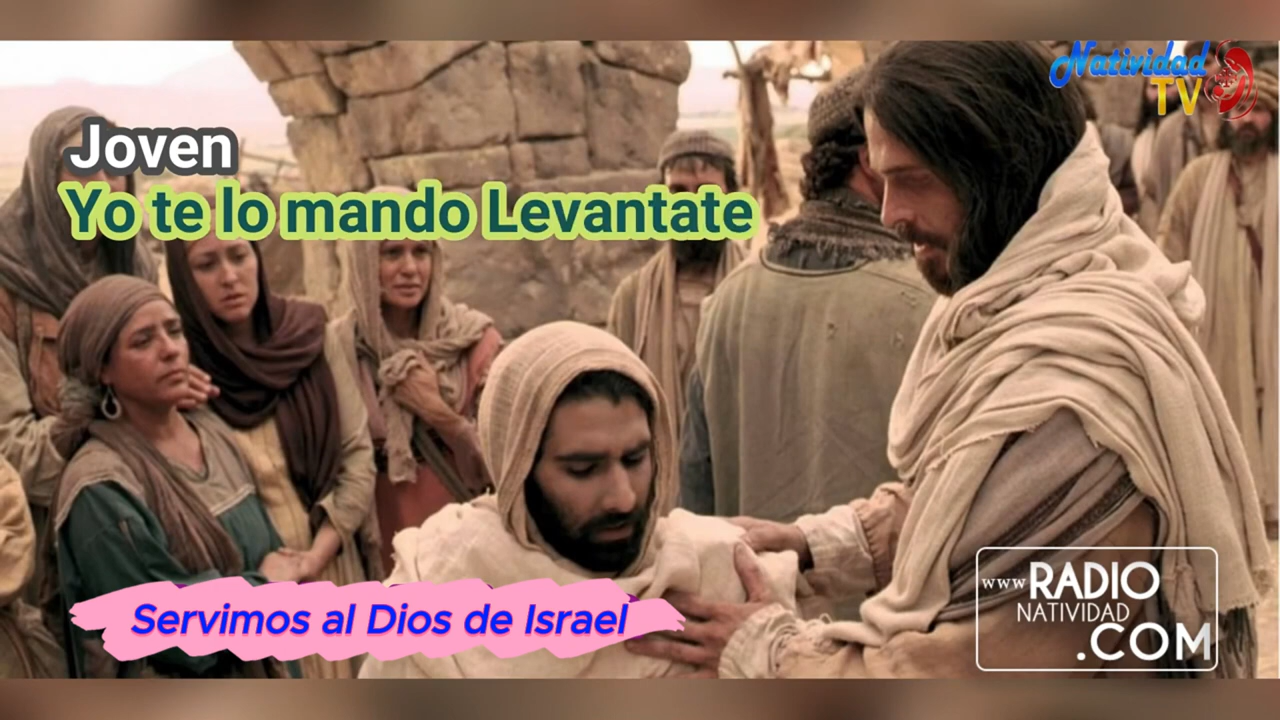 Natividad
TV
Joven
Yo te lo mando Levantate
Servimos al Dios de Israel
www RADIO
NATIVIDAD
.COM